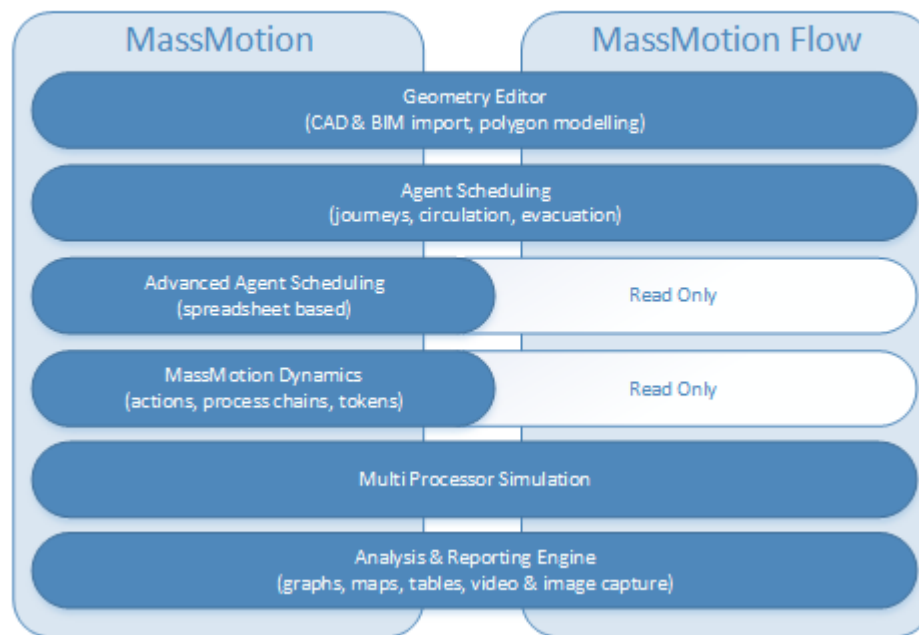 MassMotion
MassMotion Flow
Geometry Editor
(CAD & BIM import, polygon modelling)
Agent Scheduling
(journeys, circulation, evacuation)
Advanced Agent Scheduling
(spreadsheet based)
Read Only
MassMotion Dynamics
(actions, process chains, tokens)
Read Only
Multi Processor Simulation
Analysis & Reporting Engine
(graphs, maps, tables, video & image capture)